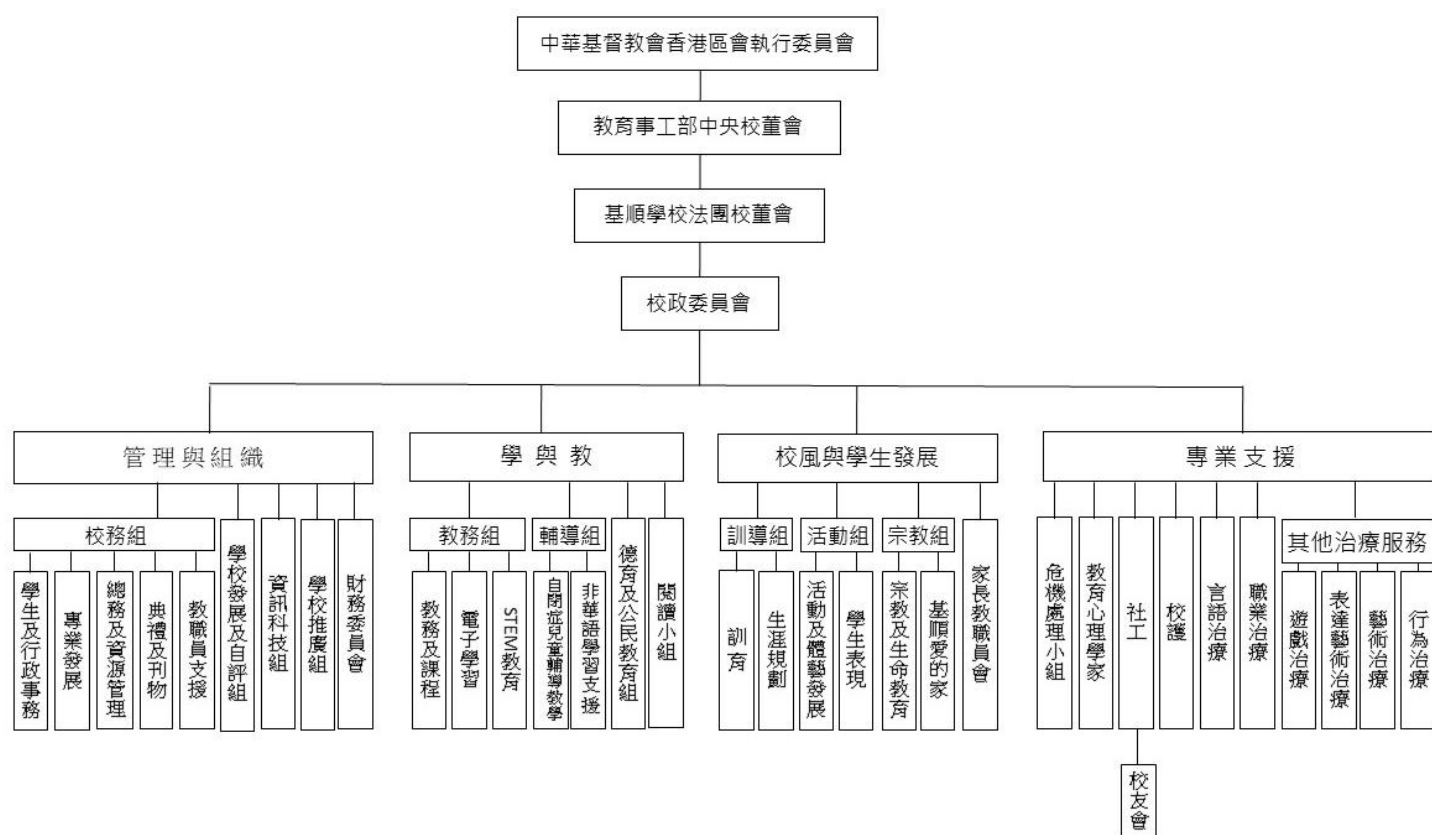 中華基督教會香港區會執行委員會
教育事工部中央校董會
基順學校法團校董會
校政委員會
管理與組織
學與教
校風與學生發展
專業支援
校務組
學生及行政事務
專業發展
總務及資源管理
典禮及刊物
教職員支援
學校發展及自評組
資訊科技組
學校推廣組
財務委員會
教務組
教務及課程
電子學習
STEM教育
輔導組
自閉症兒童輔導教學
非華語學習支援
德育及公民教育組
閱讀小組
訓導組
訓育
生涯規劃
活動組
活動及體藝發展
學生表現
宗教組
宗教及生命教育
基順愛的家
家長教職員會
危機處理小組
教育心理學家
社工
校護
言語治療
職業治療
其他治療服務
遊戲治療
表達藝術治療
藝術治療
行為治療
校友會